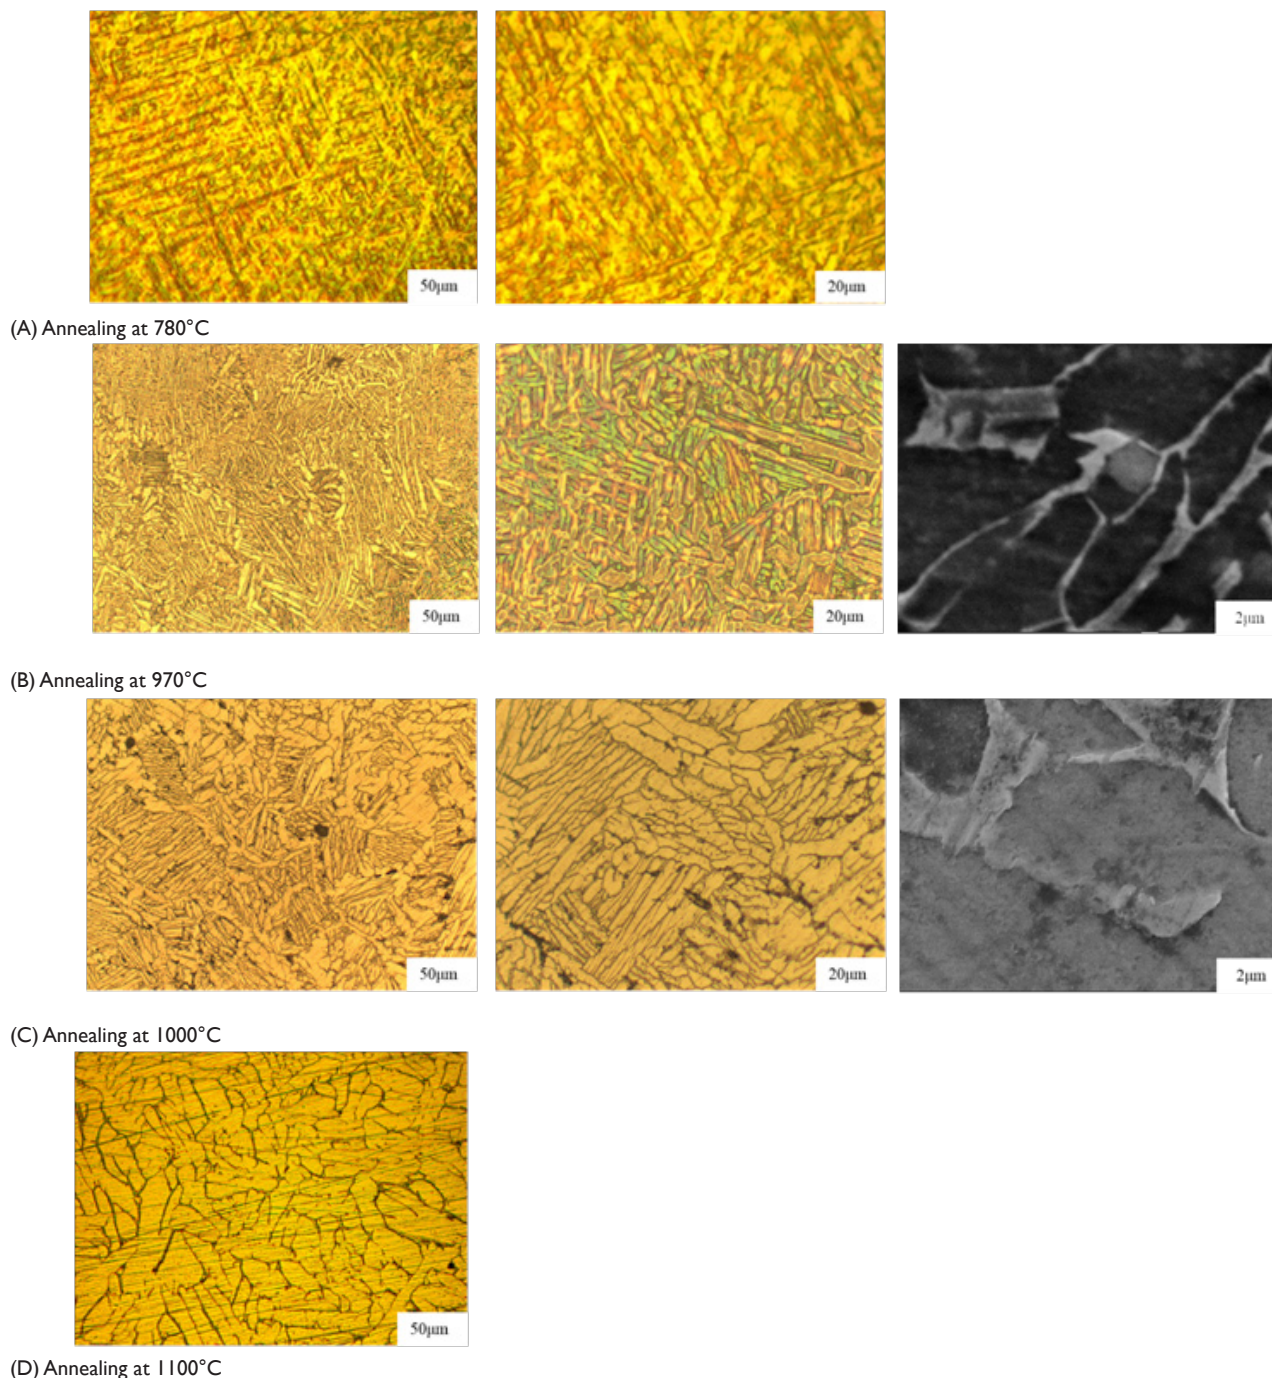 50μm
20μm
(A) Annealing at 780°C
50μm
20μm
2μm
(B) Annealing at 970°C
50μm
20μm
2μm
(C) Annealing at 1000°C
50μm
(D) Annealing at 1100°C